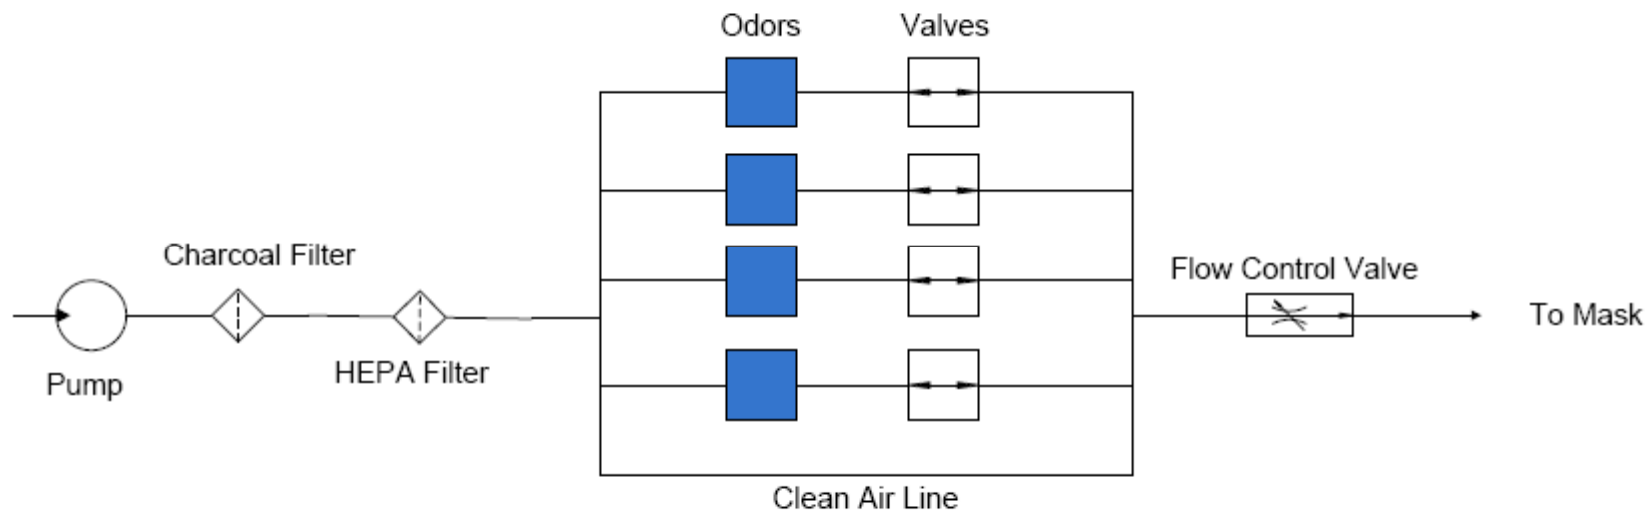 Odors
Valves
Charcoal Filter
Flow Control Valve
To Mask
HEPA Filter
Pump
Clean Air Line